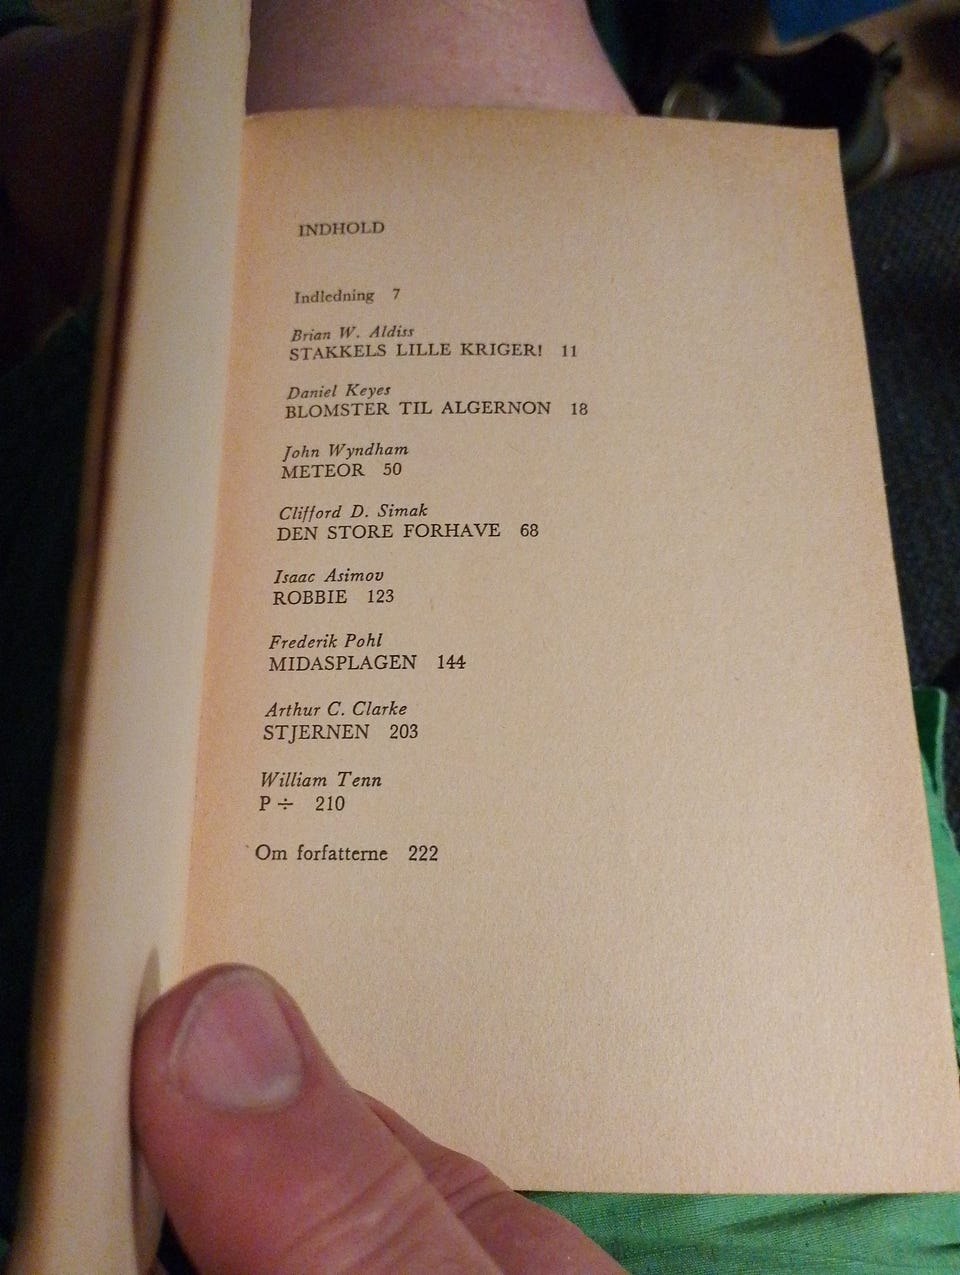 INDHOLD
Indledning 7
Brian W. Aldiss
STAKKELS LILLE KRIGER! 11
Daniel Keyes
BLOMSTER TIL ALGERNON 18
John Wyndham
METEOR 50
Clifford D. Simak
DEN STORE FORHAVE 68
Isaac Asimov
ROBBIE 123
Frederik Pohl
MIDASPLAGEN 144
Arthur C. Clarke
STJERNEN 203
William Tenn
P ÷ 210
Om forfatterne 222